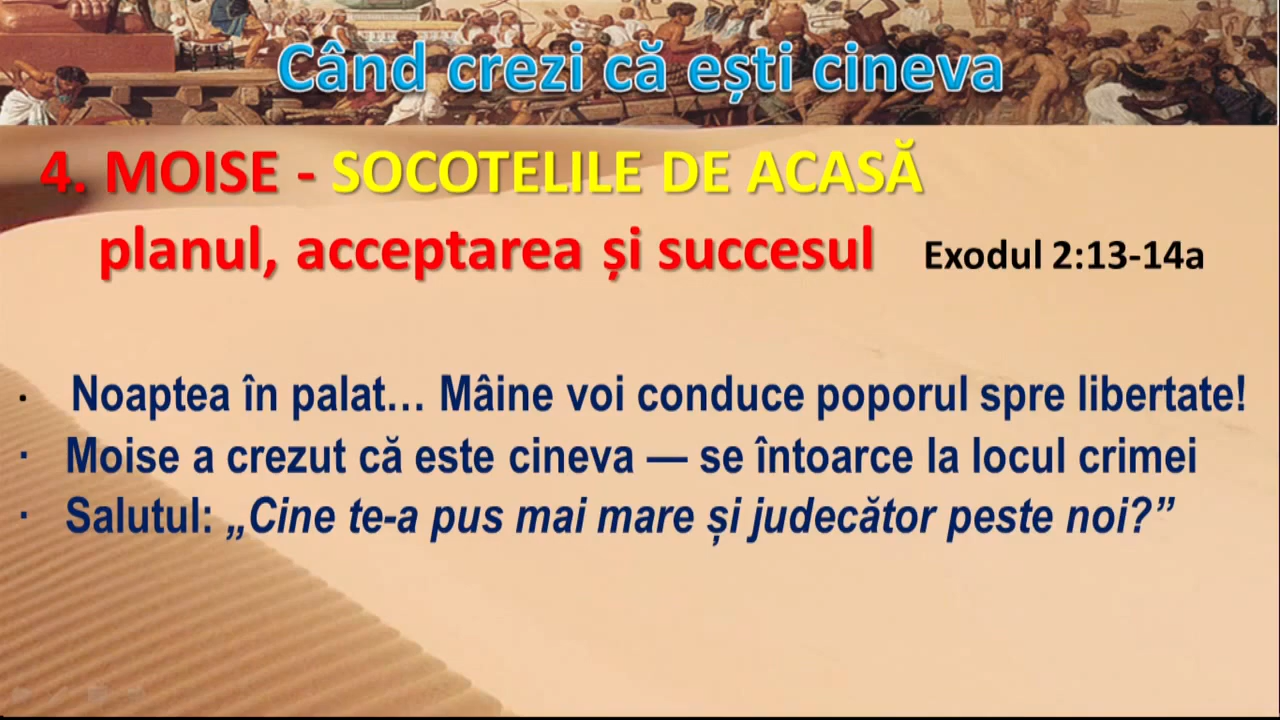 Când crezi că ești cineva
4. MOISE - SOCOTELILE DE ACASĂ
planul, acceptarea și succesul Exodul 2:13-14a
· Noaptea în palat… Mâine voi conduce poporul spre libertate!
· Moise a crezut că este cineva — se întoarce la locul crimei
· Salutul: „Cine te-a pus mai mare și judecător peste noi?”